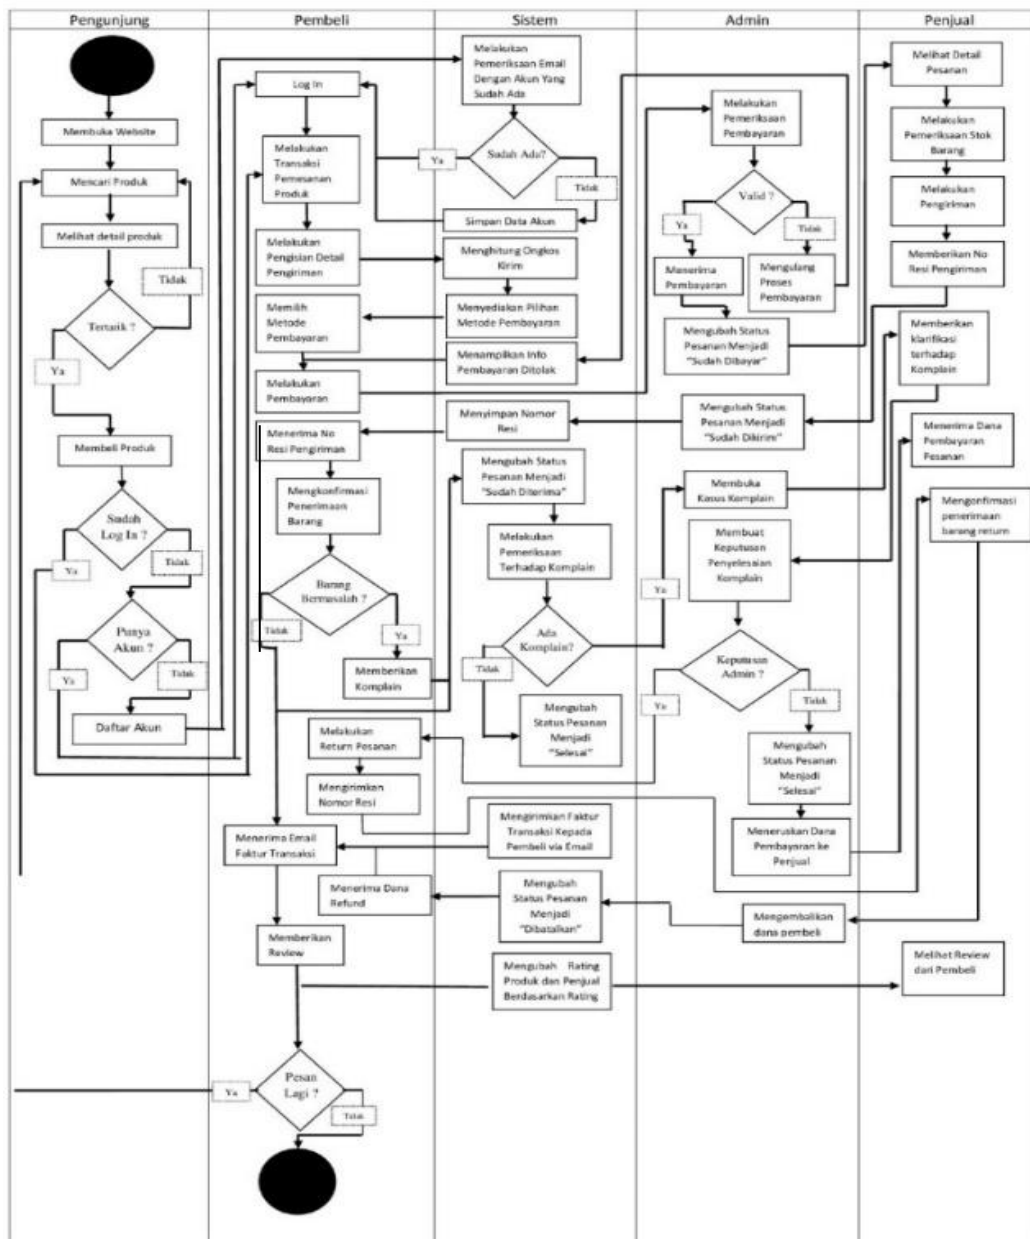 Pengunjung
Pembeli
Sistem
Admin
Penjual
Membuka Website
Mencari Produk
Melihat detail produk
Tidak
Tertarik ?
Ya
Membeli Produk
Sudah
Log In ?
Ya
Tidak
Punya
Akun ?
Ya
Tidak
Daftar Akun
Log In
Melakukan
Transaksi
Pemesanan
Produk
Melakukan
Pengisian Detail
Pengiriman
Memilih
Metode
Pembayaran
Melakukan
Pembayaran
Menerima No
Resi Pengiriman
Mengkonfirmasi
Penerimaan
Barang
Barang
Bermasalah ?
Tidak
Ya
Memberikan
Komplain
Melakukan
Return Pesanan
Mengirimkan
Nomor Resi
Menerima Email
Faktur Transaksi
Menerima Dana
Refund
Memberikan
Review
Pesan
Lagi ?
Ya
Tidak
Melakukan
Pemeriksaan Email
Dengan Akun Yang
Sudah Ada
Sudah Ada?
Ya
Tidak
Simpan Data Akun
Menghitung Ongkos
Kirim
Menyediakan Pilihan
Metode Pembayaran
Menampilkan Info
Pembayaran Ditolak
Menyimpan Nomor
Resi
Mengubah Status
Pesanan Menjadi
"Sudah Diterima"
Melakukan
Pemeriksaan
Terhadap Komplain
Ada
Komplain?
Tidak
Ya
Mengubah
Status Pesanan
Menjadi
"Selesai"
Mengirimkan Faktur
Transaksi Kepada
Pembeli via Email
Mengubah
Status Pesanan
Menjadi
"Dibatalkan"
Mengubah Rating
Produk dan Penjual
Berdasarkan Rating
Melakukan
Pemeriksaan
Pembayaran
Valid ?
Ya
Tidak
Menerima
Pembayaran
Mengulang
Proses
Pembayaran
Mengubah Status
Pesanan Menjadi
"Sudah Dibayar"
Mengubah Status
Pesanan Menjadi
"Sudah Dikirim"
Membuka
Kasus Komplain
Membuat
Keputusan
Penyelesaian
Komplain
Keputusan
Admin ?
Ya
Tidak
Mengubah
Status Pesanan
Menjadi
"Selesai"
Meneruskan Dana
Pembayaran ke
Penjual
Mengembalikan
dana pembeli
Melihat Detail
Pesanan
Melakukan
Pemeriksaan Stok
Barang
Melakukan
Pengiriman
Memberikan No
Resi Pengiriman
Memberikan
klarifikasi
terhadap
Komplain
Menerima Dana
Pembayaran
Pesanan
Mengonfirmasi
penerimaan
barang return
Melihat Review
dari Pembeli